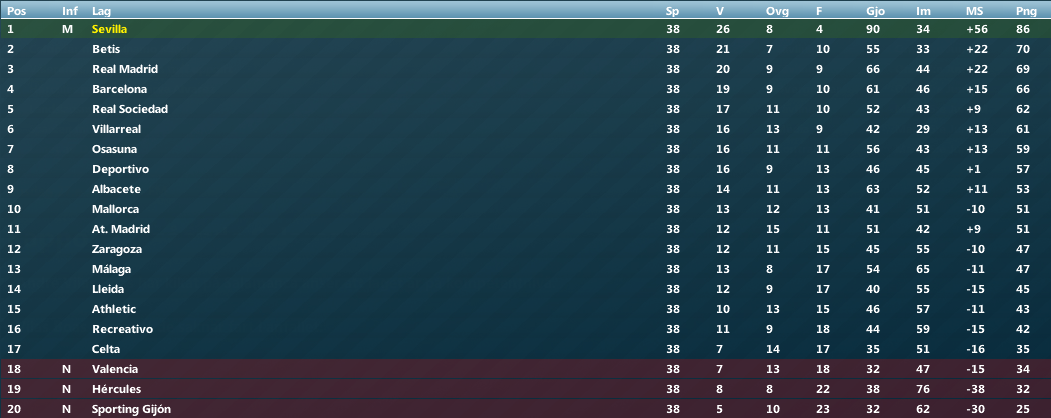 Pos Inf Lag Sp V Ovg F Gjo Im MS Png
1 M Sevilla 38 26 8 4 90 34 +56 86
2 Betis 38 21 7 10 55 33 +22 70
3 Real Madrid 38 20 9 9 66 44 +22 69
4 Barcelona 38 19 9 10 61 46 +15 66
5 Real Sociedad 38 17 11 10 52 43 +9 62
6 Villarreal 38 16 13 9 42 29 +13 61
7 Osasuna 38 16 11 11 56 43 +13 59
8 Deportivo 38 16 9 13 46 45 +1 57
9 Albacete 38 14 11 13 63 52 +11 53
10 Mallorca 38 13 12 13 41 51 -10 51
11 At. Madrid 38 12 15 11 51 42 +9 51
12 Zaragoza 38 12 11 15 45 55 -10 47
13 Málaga 38 13 8 17 54 65 -11 47
14 Lleida 38 12 9 17 40 55 -15 45
15 Athletic 38 10 13 15 46 57 -11 43
16 Recreativo 38 11 9 18 44 59 -15 42
17 Celta 38 7 14 17 35 51 -16 35
18 N Valencia 38 7 13 18 32 47 -15 34
19 N Hércules 38 8 8 22 38 76 -38 32
20 N Sporting Gijón 38 5 10 23 32 62 -30 25